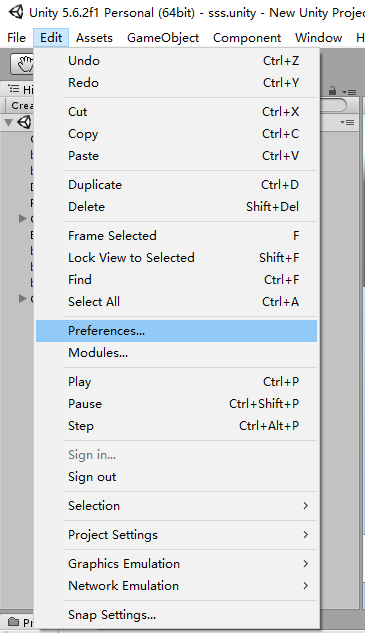 Unity 5.6.2f1 Personal (64bit) - sss.unity - New Unity Proje
File Edit Assets GameObject Component Window H
Undo Ctrl+Z
Redo Ctrl+Y
Cut Ctrl+X
Copy Ctrl+C
Paste Ctrl+V
Duplicate Ctrl+D
Delete Shift+Del
Frame Selected F
Lock View to Selected Shift+F
Find Ctrl+F
Select All Ctrl+A
Preferences...
Modules...
Play Ctrl+P
Pause Ctrl+Shift+P
Step Ctrl+Alt+P
Sign in...
Sign out
Selection
Project Settings
Graphics Emulation
Network Emulation
Snap Settings...